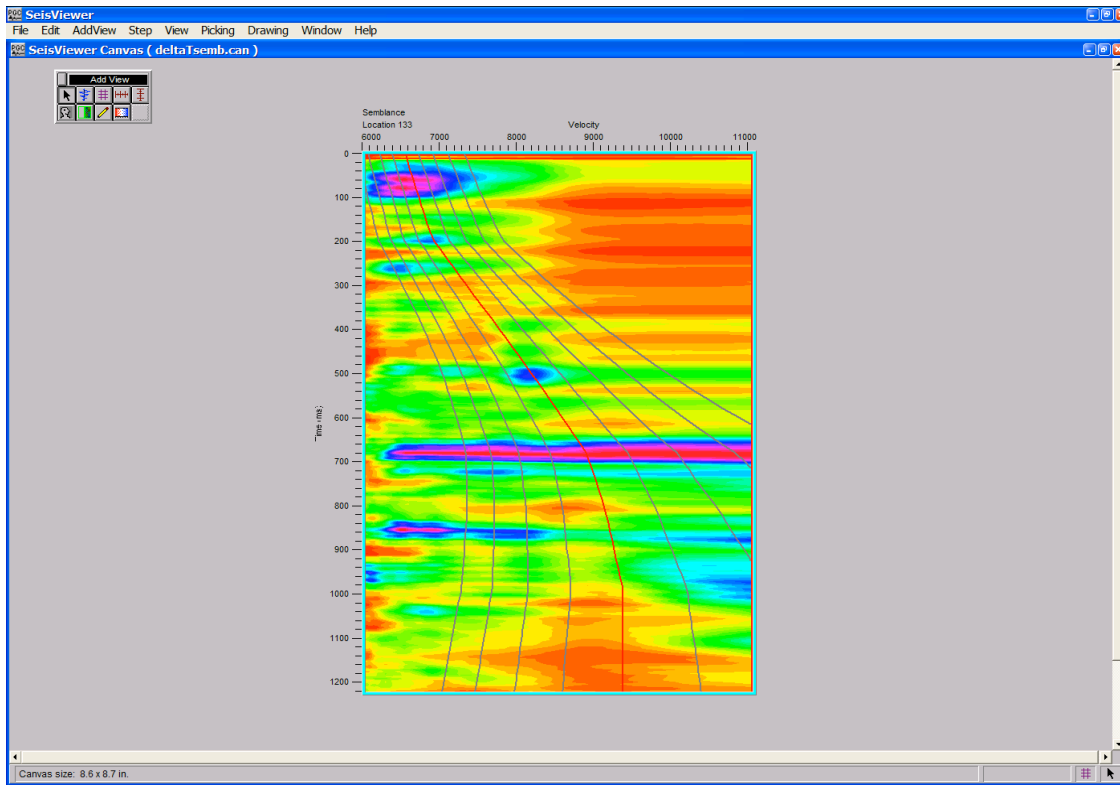 PGC SeisViewer
File Edit AddView Step View Picking Drawing Window Help
PGC SeisViewer Canvas ( deltaTsemb.can )
Add View
Semblance
Location 133 Velocity
6000 7000 8000 9000 10000 11000
0
100
200
300
400
500
600
700
800
900
1000
1100
1200
Canvas size: 8.6 x 8.7 in.